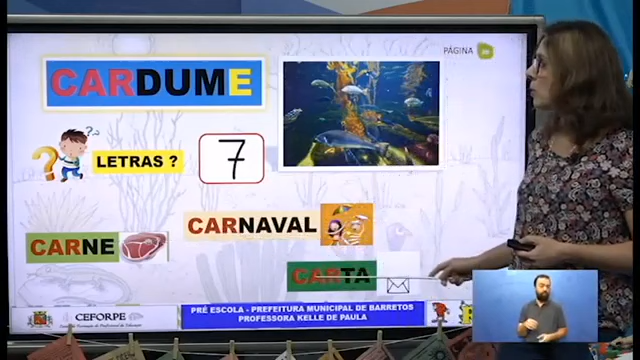 PÁGINA
CARDUME
LETRAS ?
7
CARNAVAL
CARNE
CARTA
CEFORPE
PRÉ ESCOLA - PREFEITURA MUNICIPAL DE BARRETOS
PROFESSORA KELLE DE PAULA